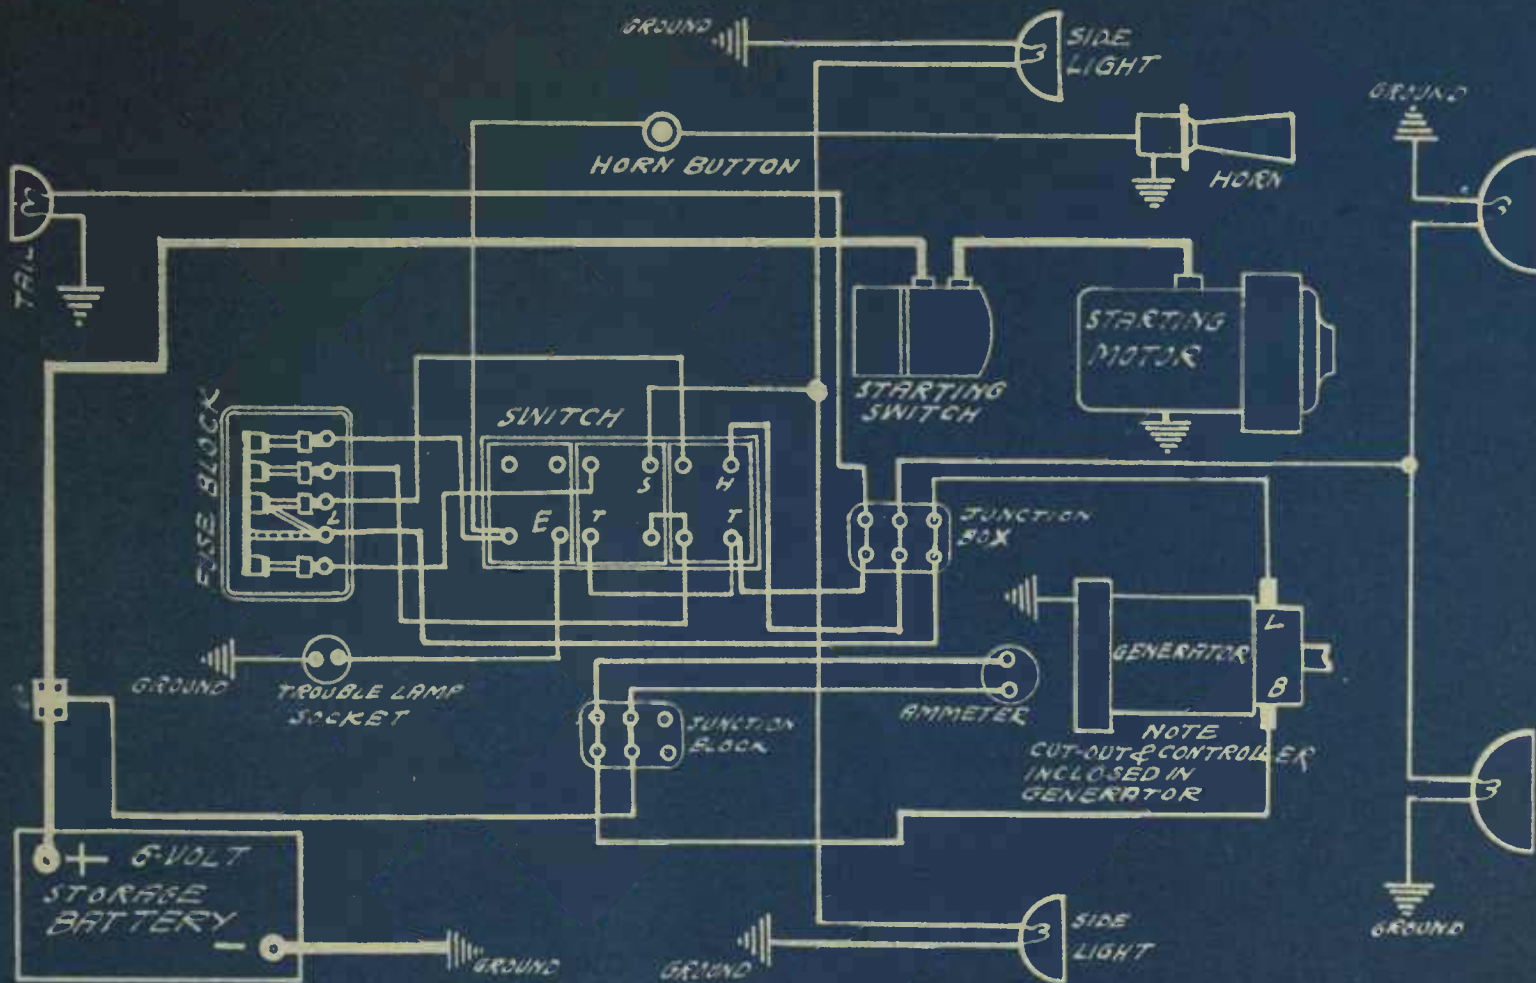 GROUND
SIDE
LIGHT
GROUND
HORN BUTTON
HORN
TAIL
STARTING
MOTOR
STARTING
SWITCH
FUSE BLOCK
SWITCH
S
H
L
E
T
T
JUNCTION
BOX
L
GENERATOR
B
GROUND
TROUBLE LAMP
SOCKET
AMMETER
JUNCTION
BLOCK
NOTE
CUT-OUT & CONTROLLER
INCLOSED IN
GENERATOR
+ 6-VOLT
STORAGE
BATTERY
-
GROUND
GROUND
SIDE
LIGHT
GROUND